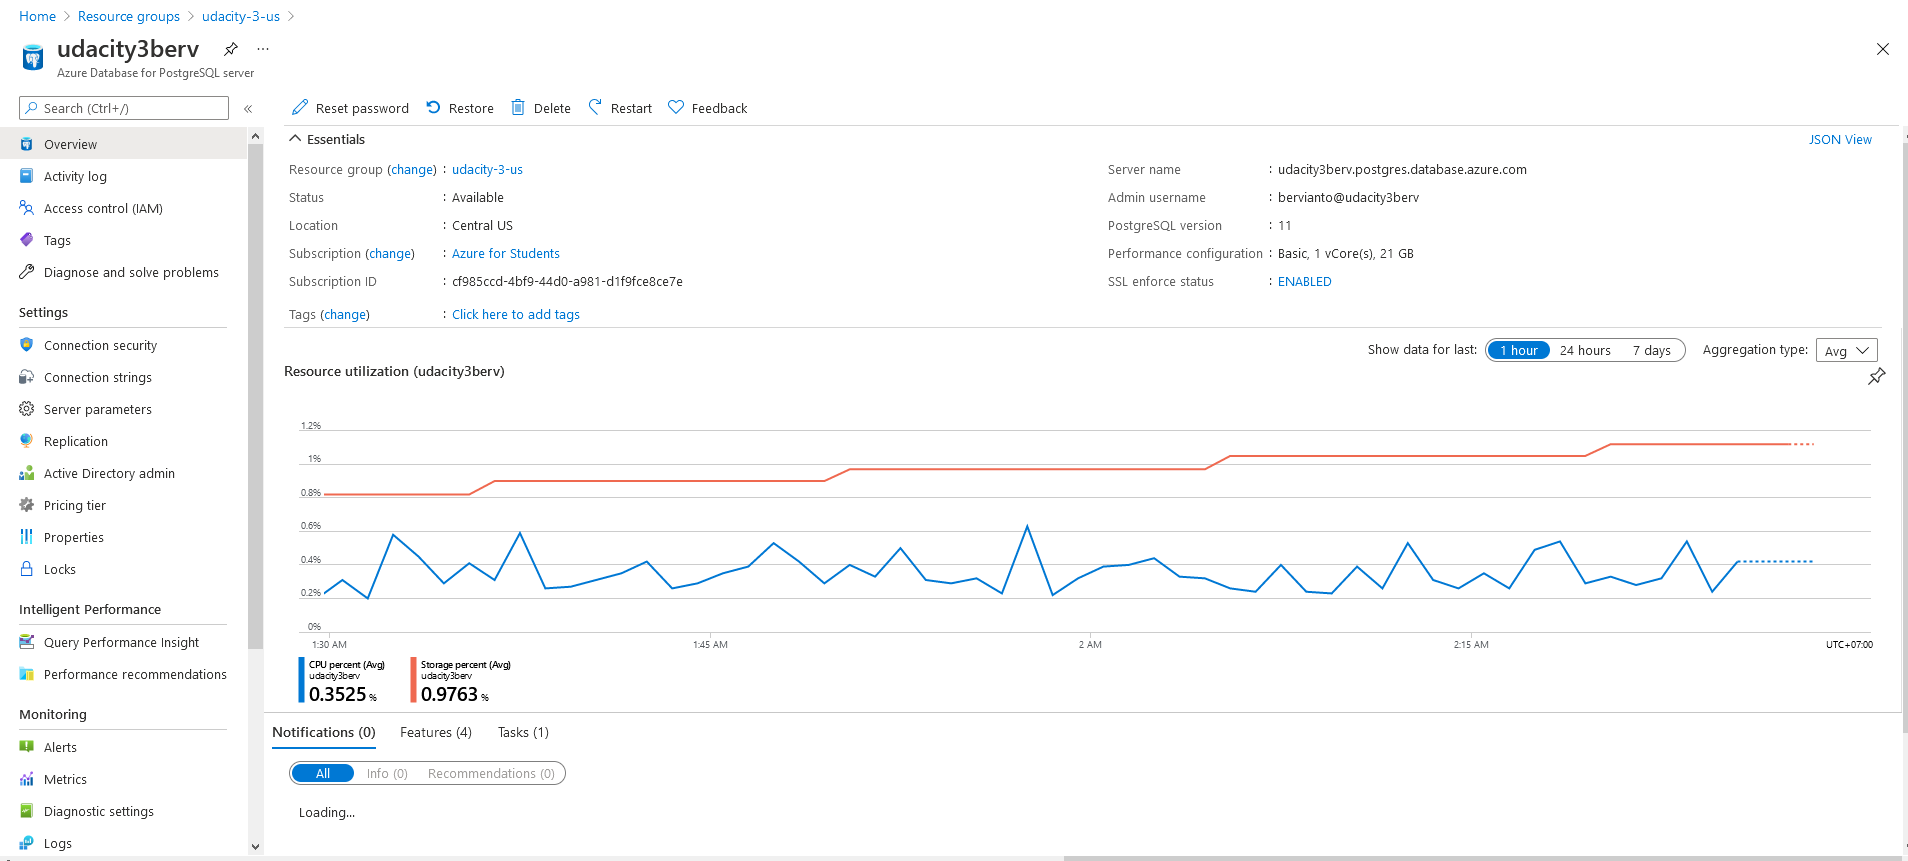 Home > Resource groups > udacity-3-us >
udacity3berv ...
Azure Database for PostgreSQL server
Search (Ctrl+/) «
Overview
Activity log
Access control (IAM)
Tags
Diagnose and solve problems
Settings
Connection security
Connection strings
Server parameters
Replication
Active Directory admin
Pricing tier
Properties
Locks
Intelligent Performance
Query Performance Insight
Performance recommendations
Monitoring
Alerts
Metrics
Diagnostic settings
Logs
Reset password Restore Delete Restart Feedback
Essentials JSON View
Resource group (change) : udacity-3-us
Status : Available
Location : Central US
Subscription (change) : Azure for Students
Subscription ID : cf985ccd-4bf9-44d0-a981-d1f9fce8ce7e
Tags (change) : Click here to add tags
Server name : udacity3berv.postgres.database.azure.com
Admin username : bervianto@udacity3berv
PostgreSQL version : 11
Performance configuration : Basic, 1 vCore(s), 21 GB
SSL enforce status : ENABLED
Show data for last: 1 hour 24 hours 7 days Aggregation type: Avg
Resource utilization (udacity3berv)
1.2%
1%
0.8%
0.6%
0.4%
0.2%
0%
1:30 AM 1:45 AM 2 AM 2:15 AM UTC+07:00
CPU percent (Avg)
udacity3berv
0.3525 %
Storage percent (Avg)
udacity3berv
0.9763 %
Notifications (0) Features (4) Tasks (1)
All Info (0) Recommendations (0)
Loading...